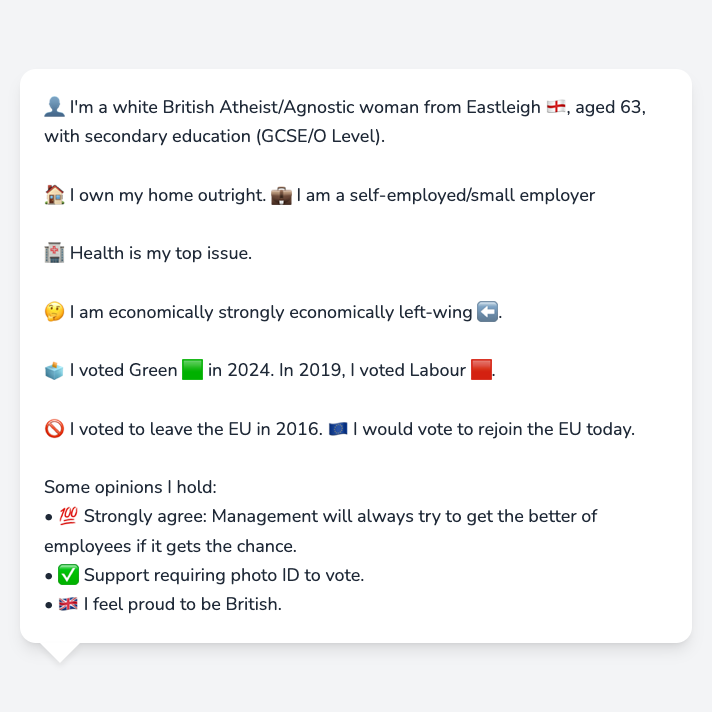 👤 I'm a white British Atheist/Agnostic woman from Eastleigh 🏴󠁧󠁢󠁥󠁮󠁧󠁿, aged 63,
with secondary education (GCSE/O Level).
🏠 I own my home outright. 💼 I am a self-employed/small employer
🏥 Health is my top issue.
🤔 I am economically strongly economically left-wing ⬅️.
🗳️ I voted Green 🟩 in 2024. In 2019, I voted Labour 🟥.
🚫 I voted to leave the EU in 2016. 🇪🇺 I would vote to rejoin the EU today.
Some opinions I hold:
• 💯 Strongly agree: Management will always try to get the better of
employees if it gets the chance.
• ✅ Support requiring photo ID to vote.
• 🇬🇧 I feel proud to be British.